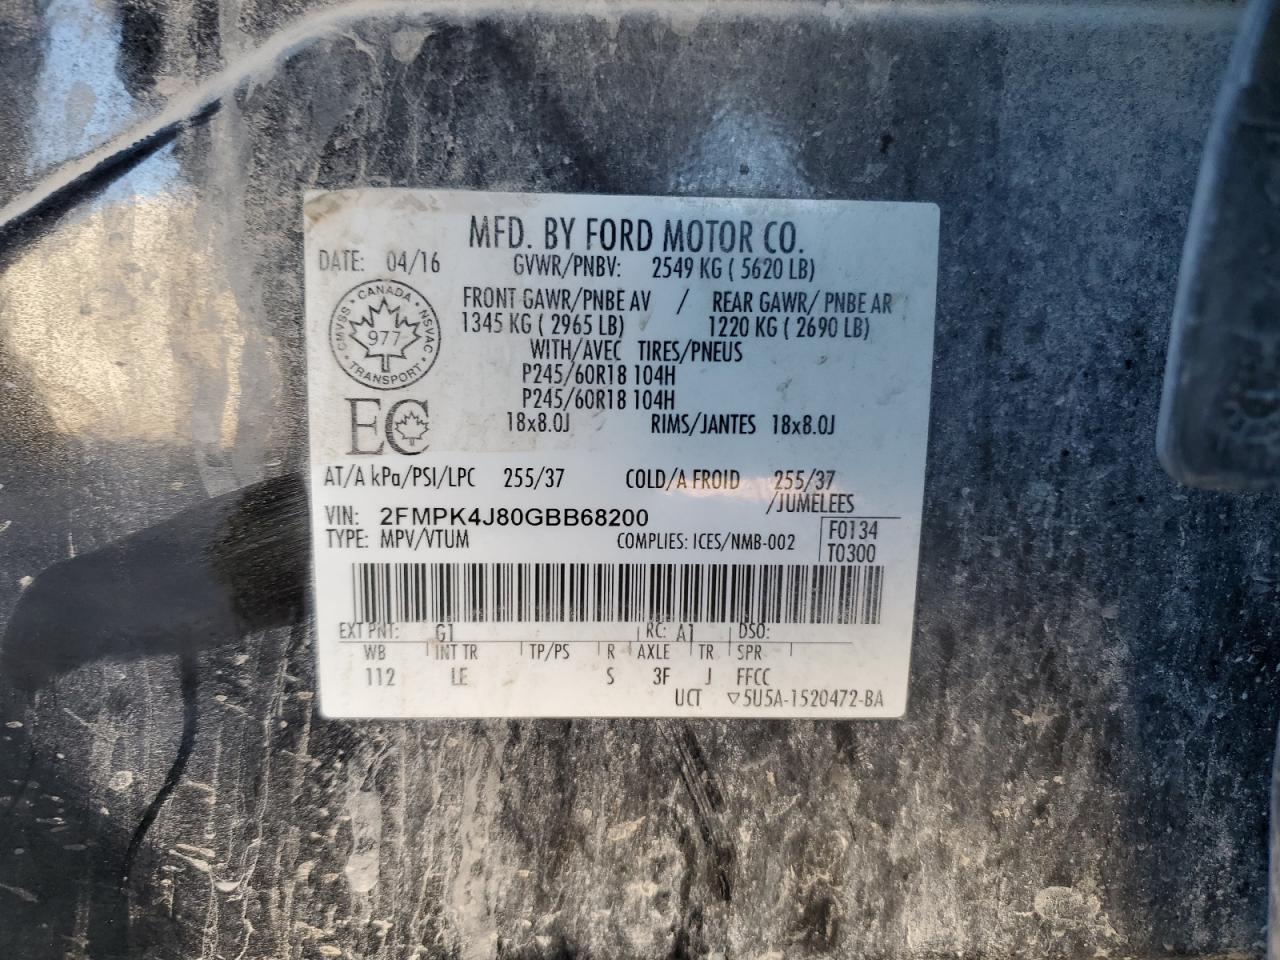 MFD. BY FORD MOTOR CO.
DATE: 04/16
GVWR/PNBV: 2549 KG ( 5620 LB)
FRONT GAWR/PNBE AV / REAR GAWR/ PNBE AR
1345 KG ( 2965 LB) 1220 KG ( 2690 LB)
WITH/AVEC TIRES/PNEUS
P245/60R18 104H
P245/60R18 104H
18x8.0J RIMS/JANTES 18x8.0J
CANADA
CMVSS NSVAC
977
TRANSPORT
EC
AT/A kPa/PSI/LPC 255/37 COLD/A FROID 255/37
/JUMELEES
VIN: 2FMPK4J80GBB68200
F0134
TYPE: MPV/VTUM COMPLIES: ICES/NMB-002
T0300
EXT PNT: G1 RC: A1 DSO:
WB INT TR TP/PS R AXLE TR SPR
112 LE S 3F J FFCC
UCT ▽5U5A-1520472-BA